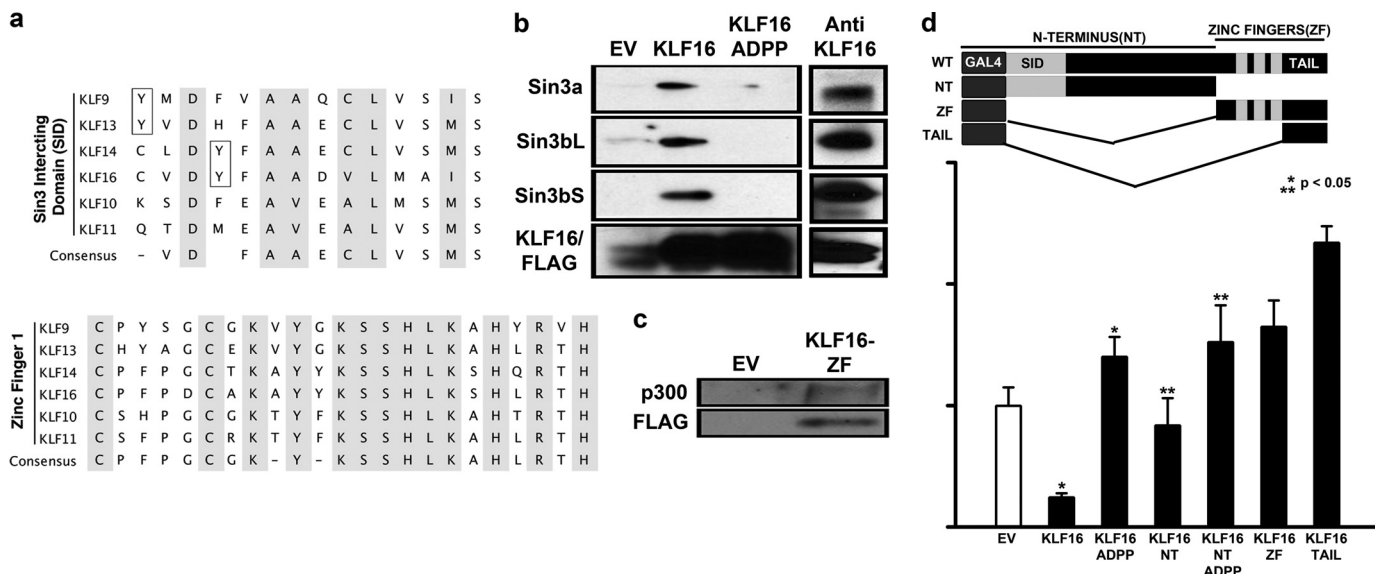 a
Sin3 Intercting
Domain (SID)
KLF9 Y M D F V A A Q C L V S I S
KLF13 Y V D H F A A E C L V S M S
KLF14 C L D Y F A A E C L V S M S
KLF16 C V D Y F A A D V L M A I S
KLF10 K S D F E A V E A L M S M S
KLF11 Q T D M E A V E A L V S M S
Consensus – V D F A A E C L V S M S
Zinc Finger 1
KLF9 C P Y S G C G K V Y G K S S H L K A H Y R V H
KLF13 C H Y A G C E K V Y G K S S H L K A H L R T H
KLF14 C P F P G C T K A Y Y K S S H L K S H Q R T H
KLF16 C P F P D C A K A Y Y K S S H L K S H L R T H
KLF10 C S H P G C G K T Y F K S S H L K A H T R T H
KLF11 C S F P G C R K T Y F K S S H L K A H L R T H
Consensus C P F P G C G K – Y – K S S H L K A H L R T H
b
EV KLF16 KLF16 ADPP Anti KLF16
Sin3a
Sin3bL
Sin3bS
KLF16/
FLAG
c
EV KLF16-
ZF
p300
FLAG
d
N-TERMINUS(NT) ZINC FINGERS(ZF)
WT GAL4 SID TAIL
NT
ZF
TAIL
*
** p < 0.05
* * ** **
EV KLF16 KLF16 ADPP KLF16 NT KLF16 NT ADPP KLF16 ZF KLF16 TAIL